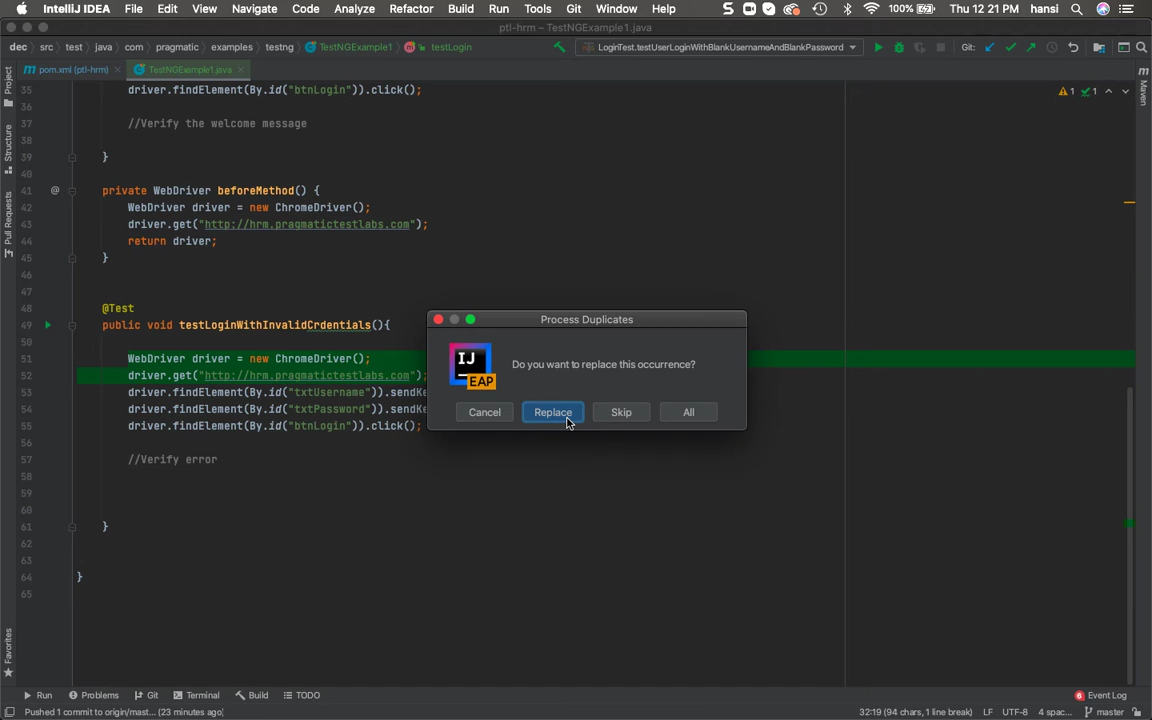 IntelliJ IDEA File Edit View Navigate Code Analyze Refactor Build Run Tools Git Window Help 100% Thu 12 21 PM hansi
ptl-hrm – TestNGExample1.java
dec src test java com pragmatic examples testng TestNGExample1 testLogin LoginTest.testUserLoginWithBlankUsernameAndBlankPassword Git:
pom.xml (ptl-hrm) TestNGExample1.java
Project
Structure
Pull Requests
Favorites
Maven
1 1
35 driver.findElement(By.id("btnLogin")).click();
36
37 //Verify the welcome message
38
39 }
40
41 @ private WebDriver beforeMethod() {
42 WebDriver driver = new ChromeDriver();
43 driver.get("http://hrm.pragmatictestlabs.com");
44 return driver;
45 }
46
47
48 @Test
49 public void testLoginWithInvalidCrdentials(){
50
51 WebDriver driver = new ChromeDriver();
52 driver.get("http://hrm.pragmatictestlabs.com");
53 driver.findElement(By.id("txtUsername")).sendKe
54 driver.findElement(By.id("txtPassword")).sendKe
55 driver.findElement(By.id("btnLogin")).click();
56
57 //Verify error
58
59
60
61 }
62
63
64 }
65
Process Duplicates
IJ
EAP
Do you want to replace this occurrence?
Cancel Replace Skip All
Run Problems Git Terminal Build TODO 6 Event Log
Pushed 1 commit to origin/mast... (23 minutes ago) 32:19 (94 chars, 1 line break) LF UTF-8 4 spac... master